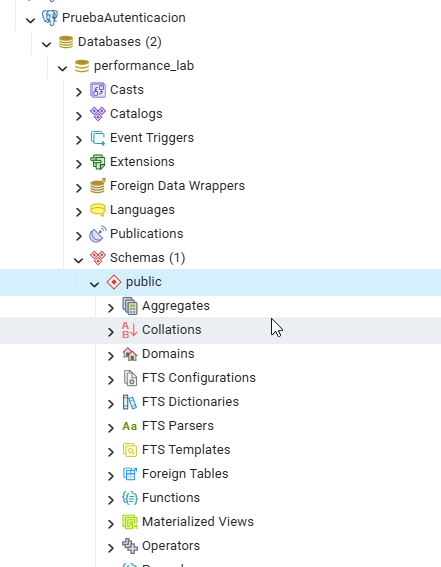 PruebaAutenticacion
Databases (2)
performance_lab
Casts
Catalogs
Event Triggers
Extensions
Foreign Data Wrappers
Languages
Publications
Schemas (1)
public
Aggregates
Collations
Domains
FTS Configurations
FTS Dictionaries
Aa FTS Parsers
FTS Templates
Foreign Tables
Functions
Materialized Views
Operators